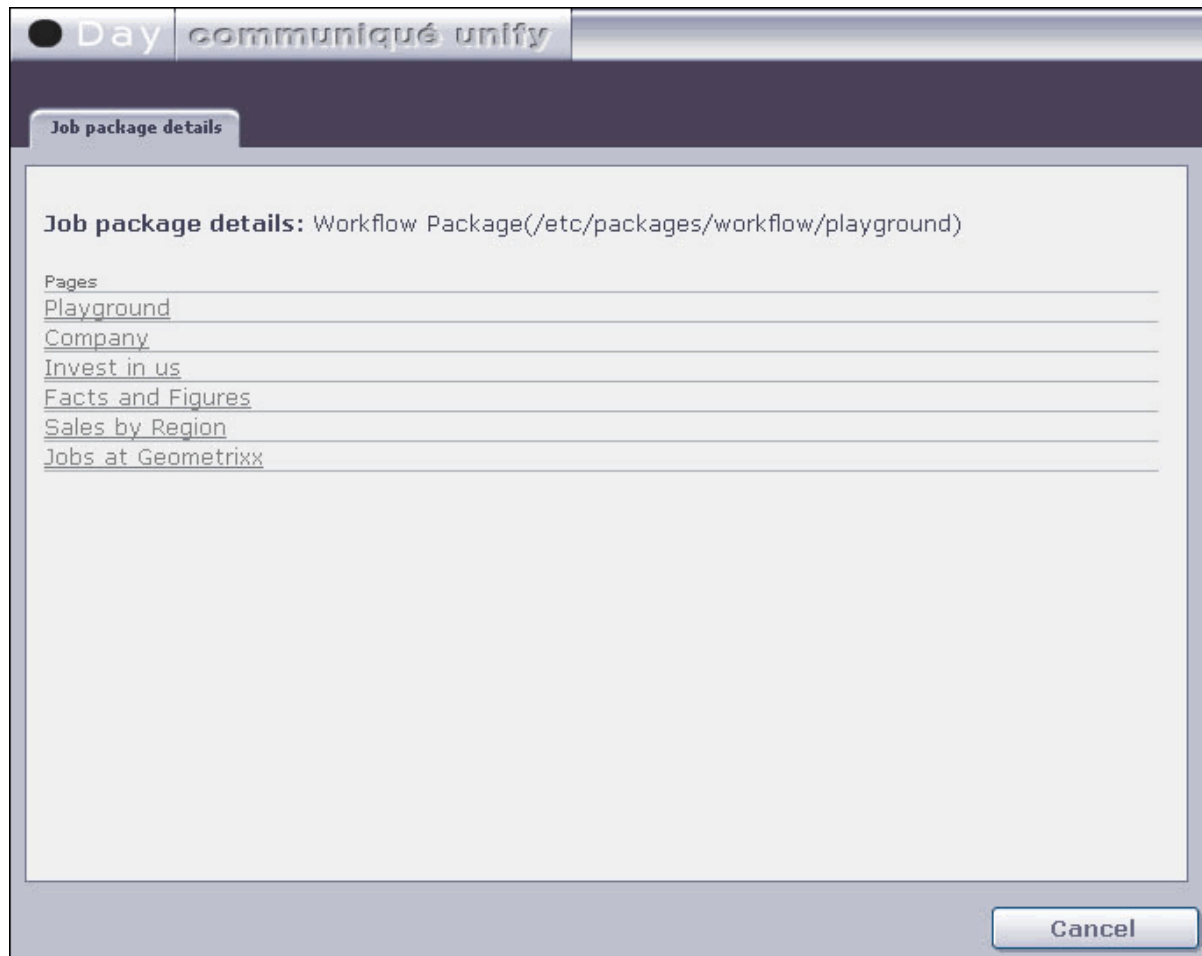 Day communiqué unify
Job package details
Job package details: Workflow Package(/etc/packages/workflow/playground)
Pages
Playground
Company
Invest in us
Facts and Figures
Sales by Region
Jobs at Geometrixx
Cancel